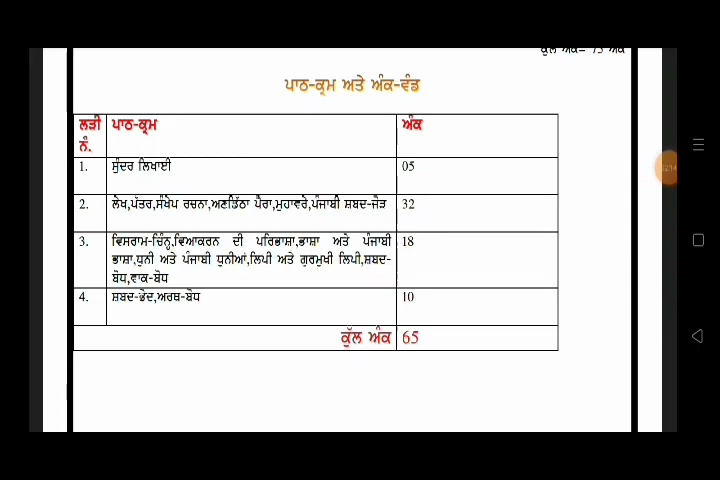 ਕੁੱਲ ਅੰਕ= 75 ਅੰਕ
ਪਾਠ-ਕ੍ਰਮ ਅਤੇ ਅੰਕ-ਵੰਡ
ਲੜੀ ਪਾਠ-ਕ੍ਰਮ ਅੰਕ
ਨੰ.
1. ਸੁੰਦਰ ਲਿਖਾਈ 05
2. ਲੇਖ,ਪੱਤਰ,ਸੰਖੇਪ ਰਚਨਾ,ਅਣਡਿੱਠਾ ਪੈਰਾ,ਮੁਹਾਵਰੇ,ਪੰਜਾਬੀ ਸ਼ਬਦ-ਜੋੜ 32
3. ਵਿਸਰਾਮ-ਚਿੰਨ੍ਹ,ਵਿਆਕਰਨ ਦੀ ਪਰਿਭਾਸ਼ਾ,ਭਾਸ਼ਾ ਅਤੇ ਪੰਜਾਬੀ 18
ਭਾਸ਼ਾ,ਧੁਨੀ ਅਤੇ ਪੰਜਾਬੀ ਧੁਨੀਆਂ,ਲਿਪੀ ਅਤੇ ਗੁਰਮੁਖੀ ਲਿਪੀ,ਸ਼ਬਦ-
ਬੋਧ,ਵਾਕ-ਬੋਧ
4. ਸ਼ਬਦ-ਭੇਦ,ਅਰਥ-ਬੋਧ 10
ਕੁੱਲ ਅੰਕ 65